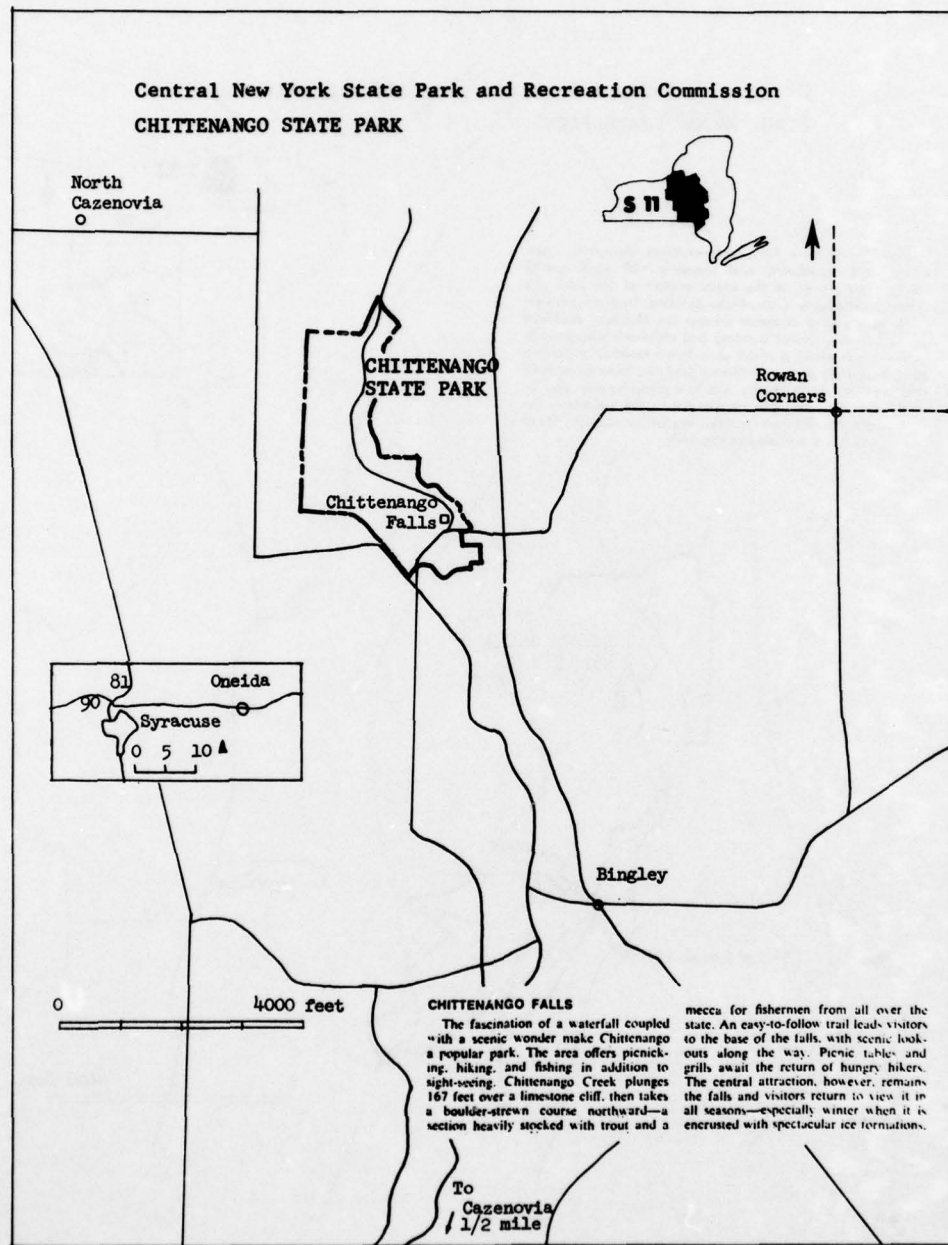 Central New York State Park and Recreation Commission
CHITTENANGO STATE PARK
North
Cazenovia
S 11
CHITTENANGO
STATE PARK
Rowan
Corners
Chittenango
Falls
81
Oneida
90
Syracuse
0 5 10
Bingley
0 4000 feet
CHITTENANGO FALLS
The fascination of a waterfall coupled
with a scenic wonder make Chittenango
a popular park. The area offers picnick-
ing, hiking, and fishing in addition to
sight-seeing. Chittenango Creek plunges
167 feet over a limestone cliff, then takes
a boulder-strewn course northward—a
section heavily stocked with trout and a
mecca for fishermen from all over the
state. An easy-to-follow trail leads visitors
to the base of the falls, with scenic look-
outs along the way. Picnic tables and
grills await the return of hungry hikers.
The central attraction, however, remains
the falls and visitors return to view it in
all seasons—especially winter when it is
encrusted with spectacular ice formations.
To
Cazenovia
1/2 mile